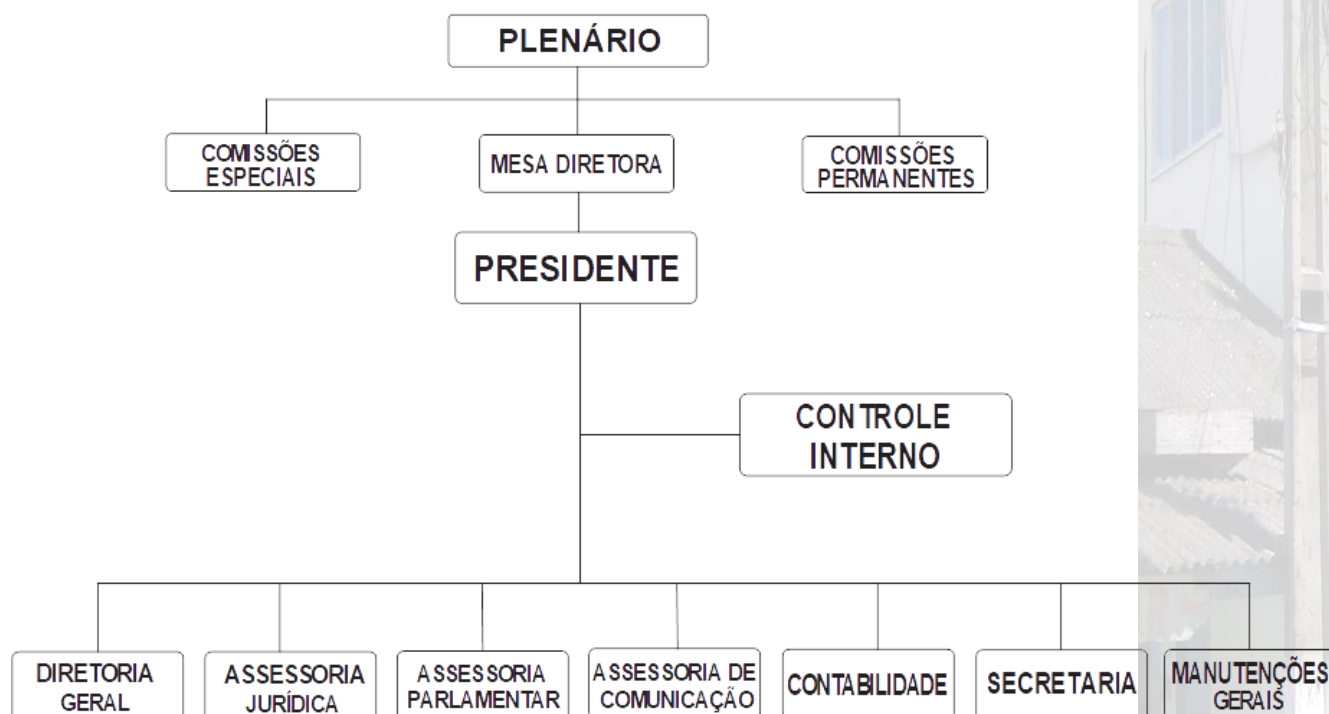 PLENÁRIO
COMISSÕES
ESPECIAIS
MESA DIRETORA
COMISSÕES
PERMANENTES
PRESIDENTE
CONTROLE
INTERNO
DIRETORIA
GERAL
ASSESSORIA
JURÍDICA
ASSESSORIA
PARLAMENTAR
ASSESSORIA DE
COMUNICAÇÃO
CONTABILIDADE
SECRETARIA
MANUTENÇÕES
GERAIS